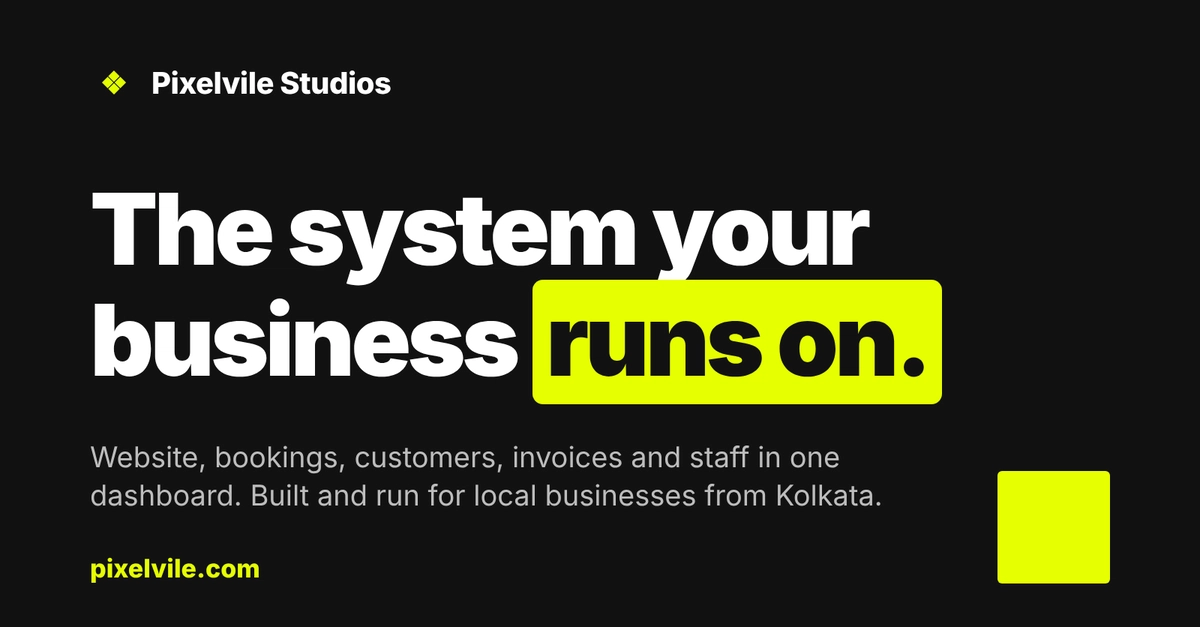 Pixelvile Studios
The system your
business runs on.
Website, bookings, customers, invoices and staff in one
dashboard. Built and run for local businesses from Kolkata.
pixelvile.com